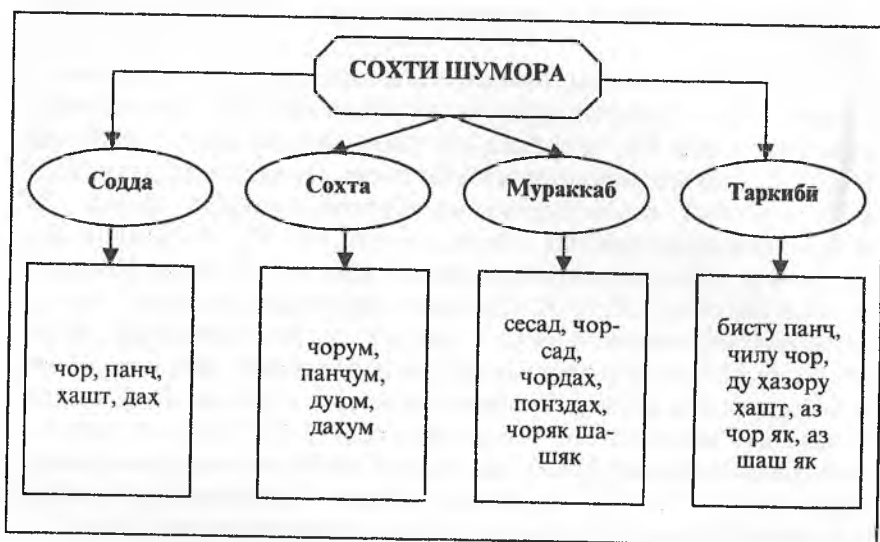 СОХТИ ШУМОРА
Содда
Сохта
Мураккаб
Таркибӣ
чор, панҷ,
ҳашт, даҳ
чорум,
панҷум,
дуюм,
даҳум
сесад, чор-
сад,
чордаҳ,
понздаҳ,
чоряк ша-
шяк
бисту панҷ,
чилу чор,
ду ҳазору
ҳашт, аз
чор як, аз
шаш як